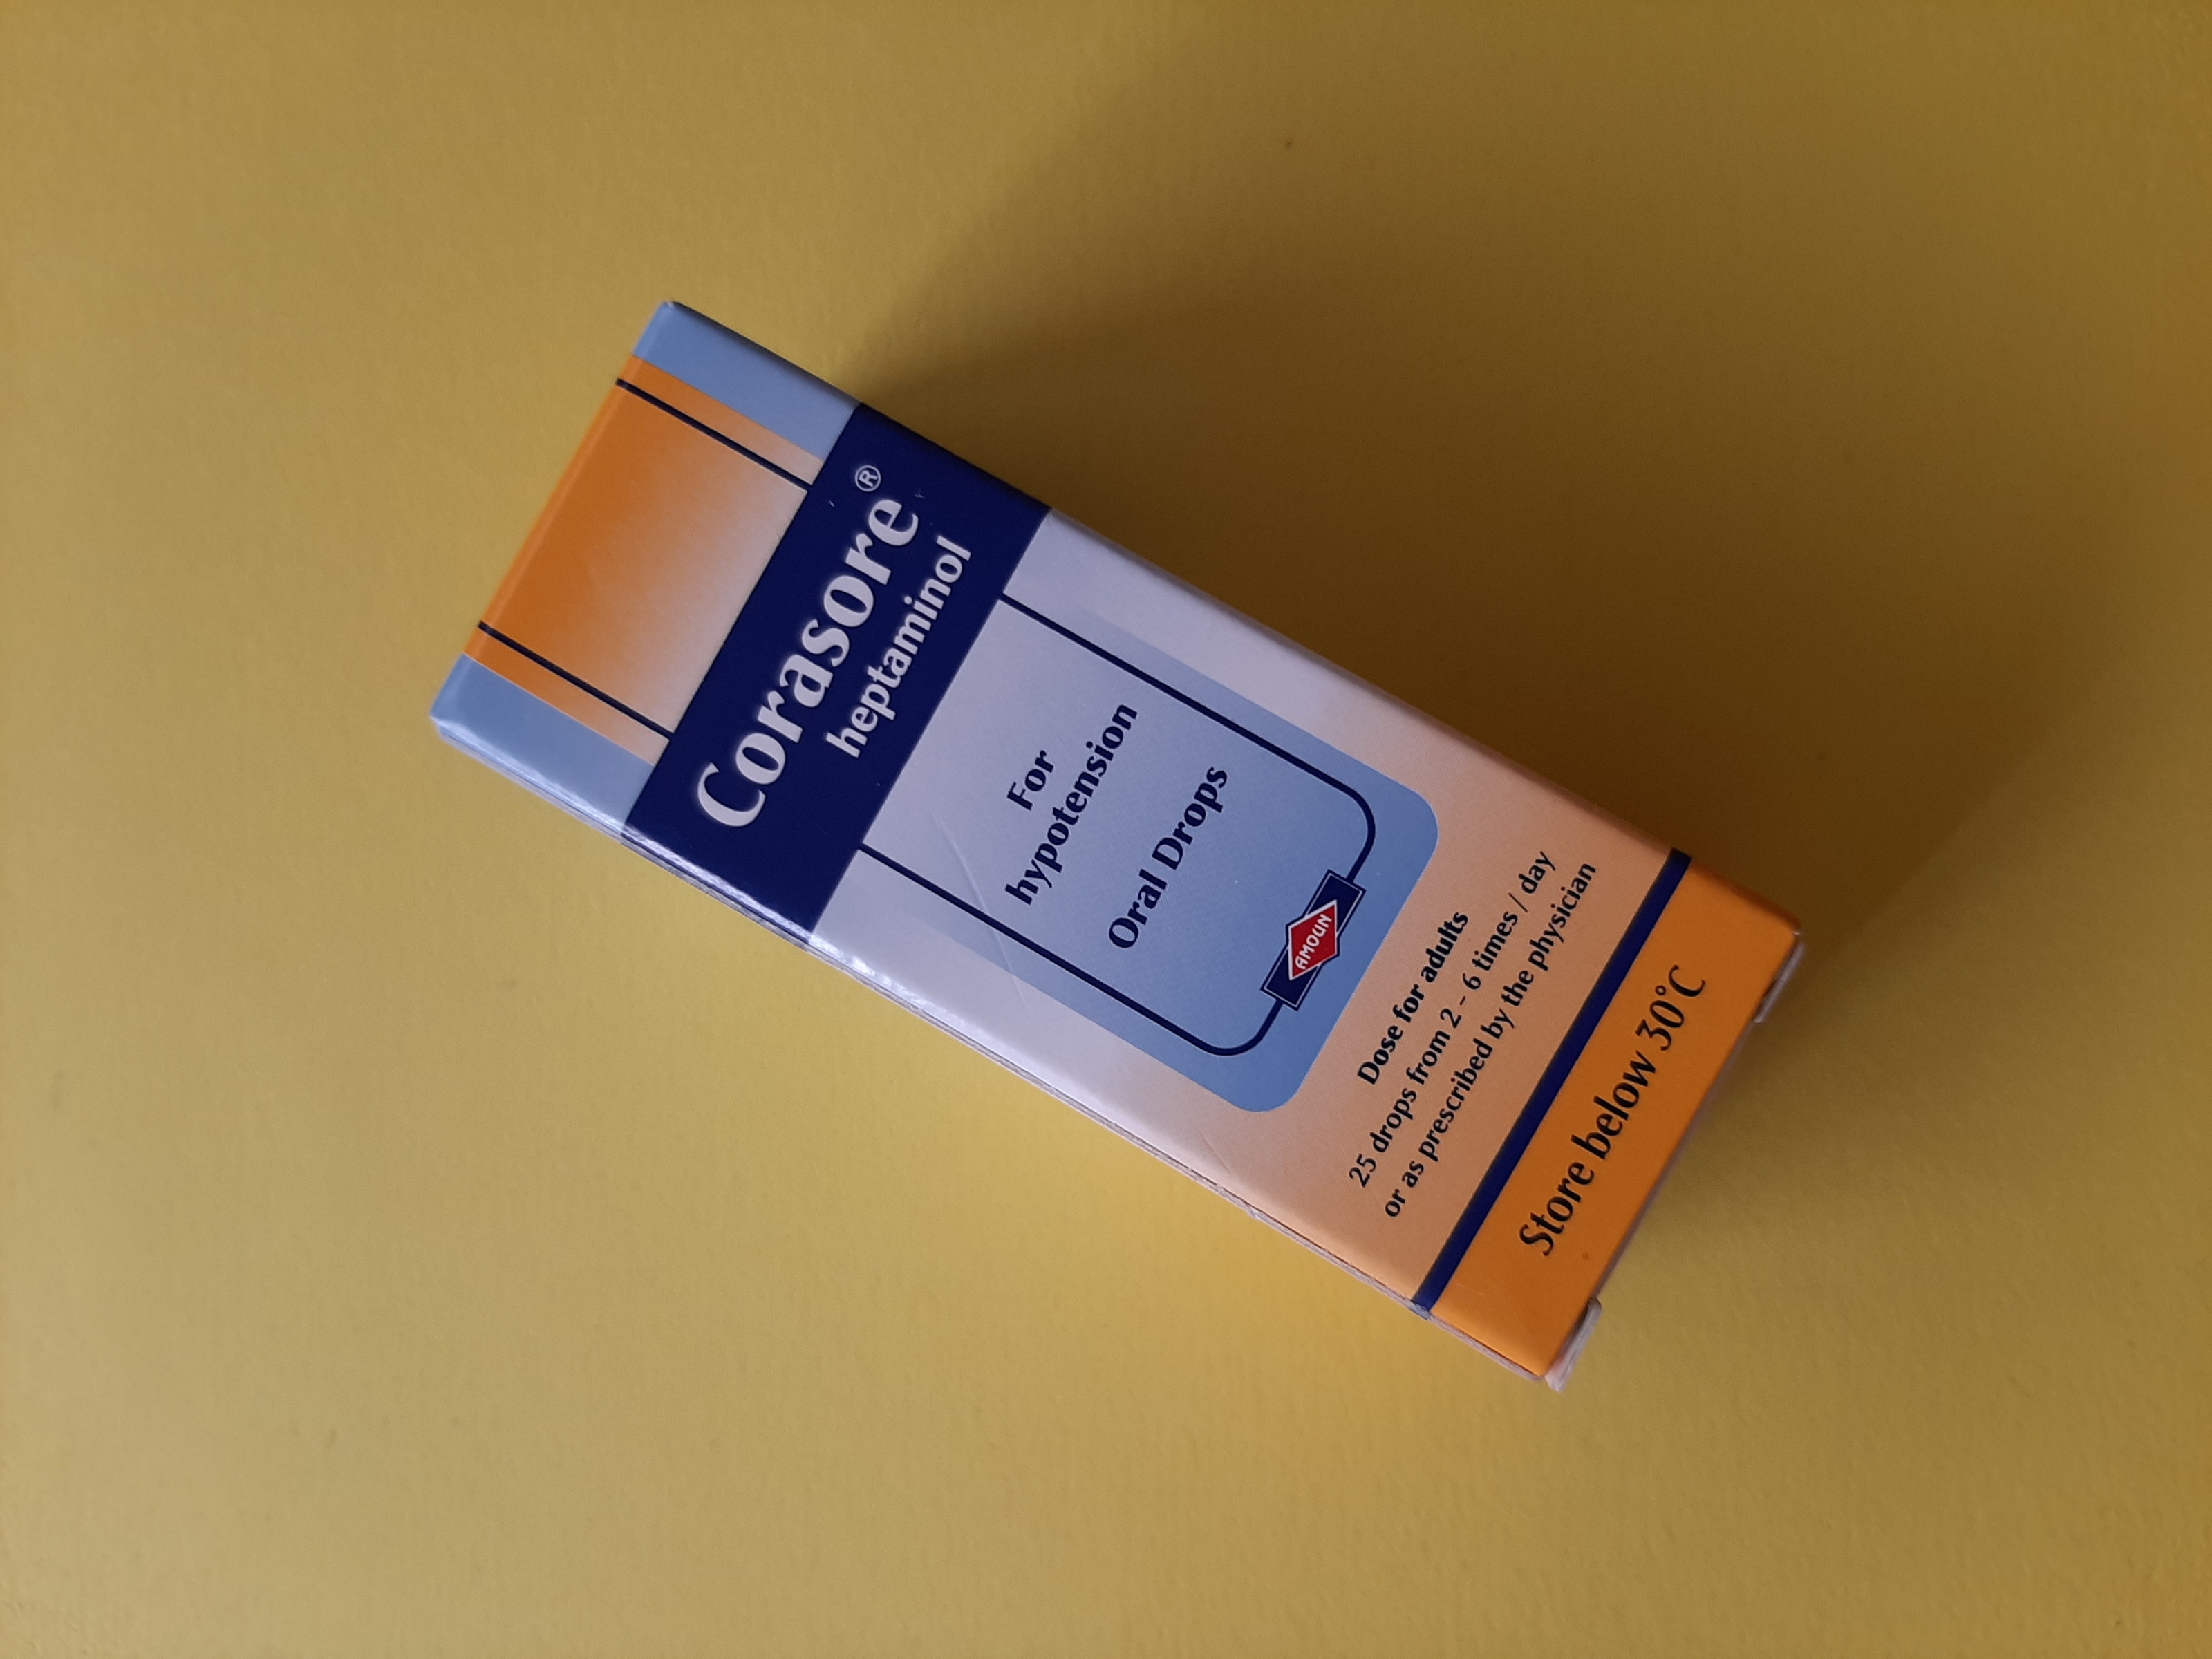 Corasore®
heptaminol
For
hypotension
Oral Drops
AMOUN
Dose for adults
25 drops from 2 - 6 times / day
or as prescribed by the physician
Store below 30°C